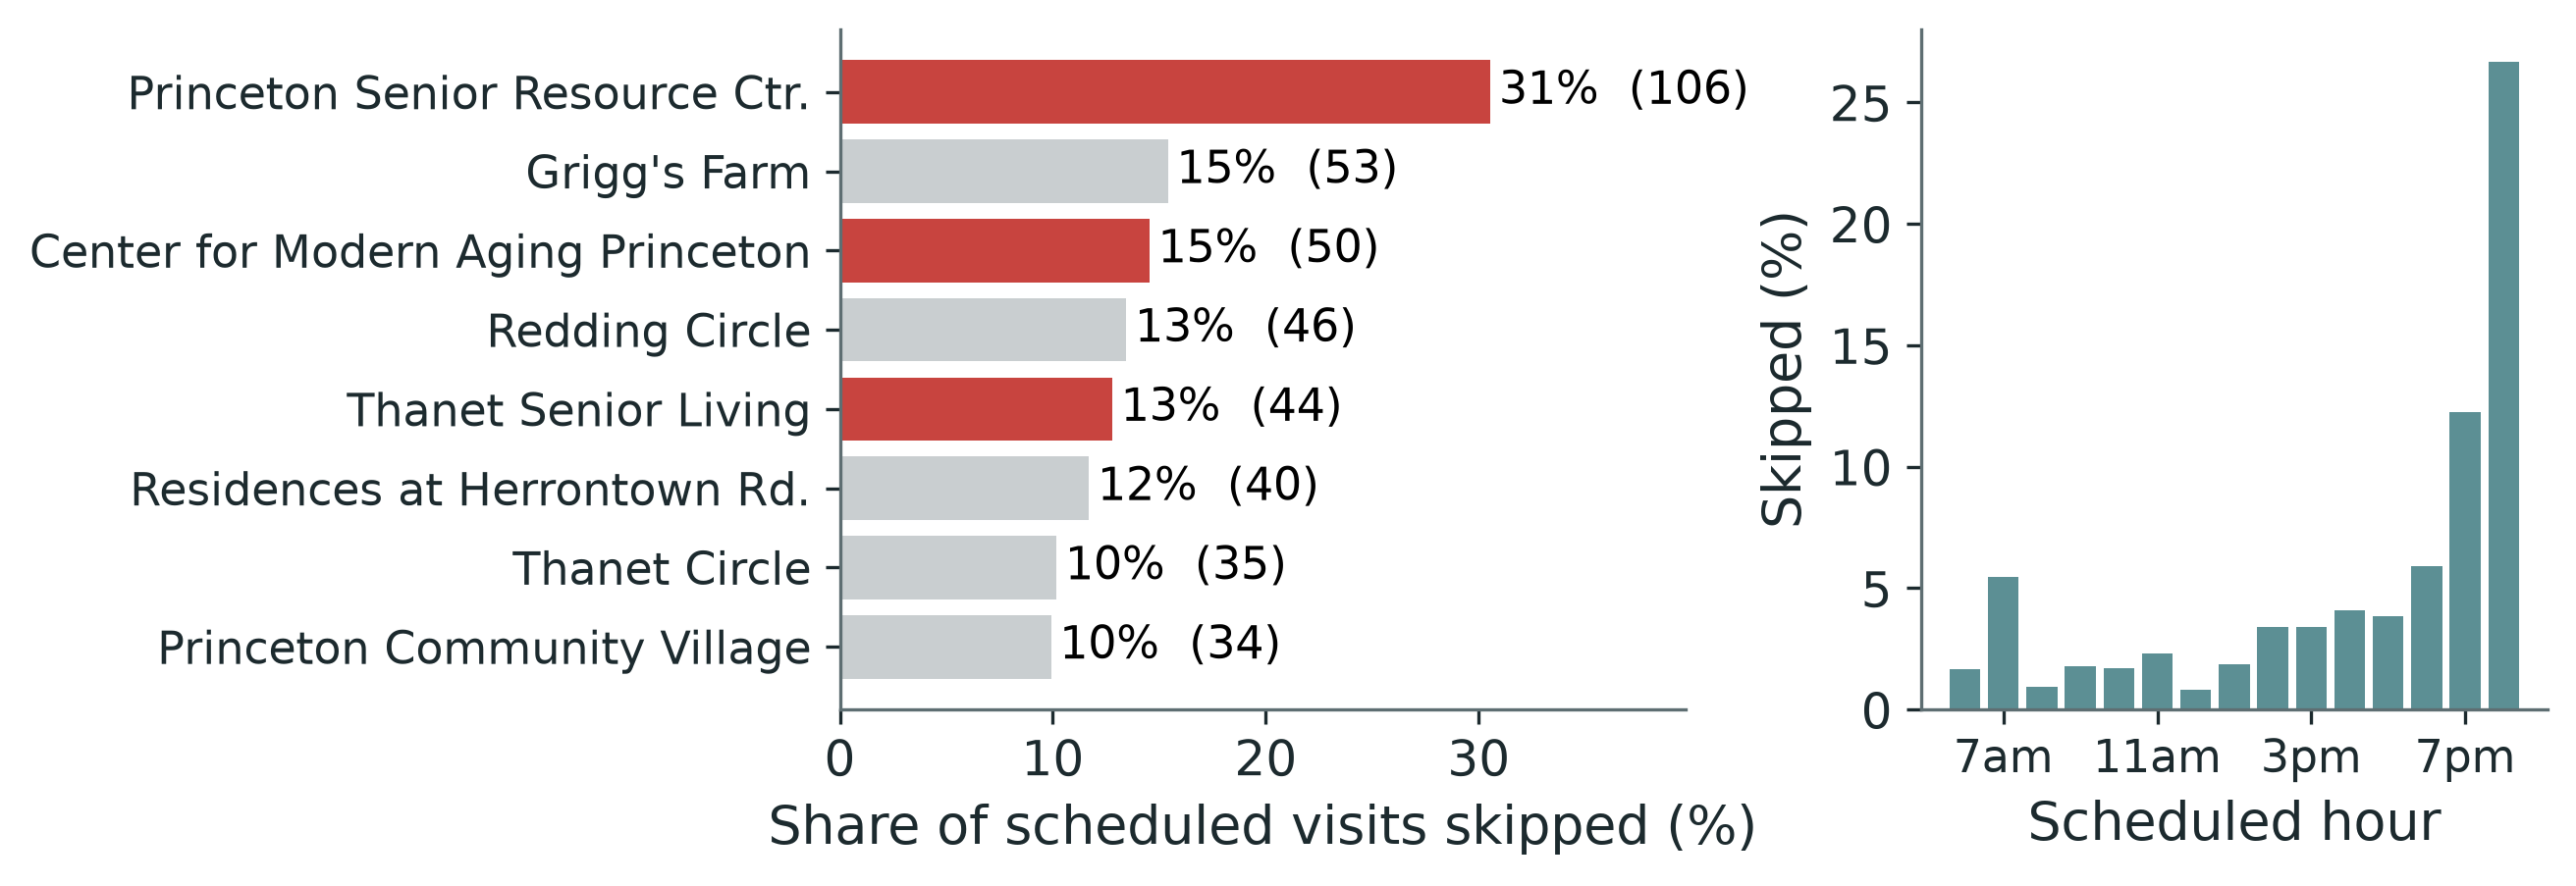 Princeton Senior Resource Ctr.
31% (106)
Grigg's Farm
15% (53)
Center for Modern Aging Princeton
15% (50)
Redding Circle
13% (46)
Thanet Senior Living
13% (44)
Residences at Herrontown Rd.
12% (40)
Thanet Circle
10% (35)
Princeton Community Village
10% (34)
0 10 20 30
Share of scheduled visits skipped (%)
Skipped (%)
25
20
15
10
5
0
7am 11am 3pm 7pm
Scheduled hour